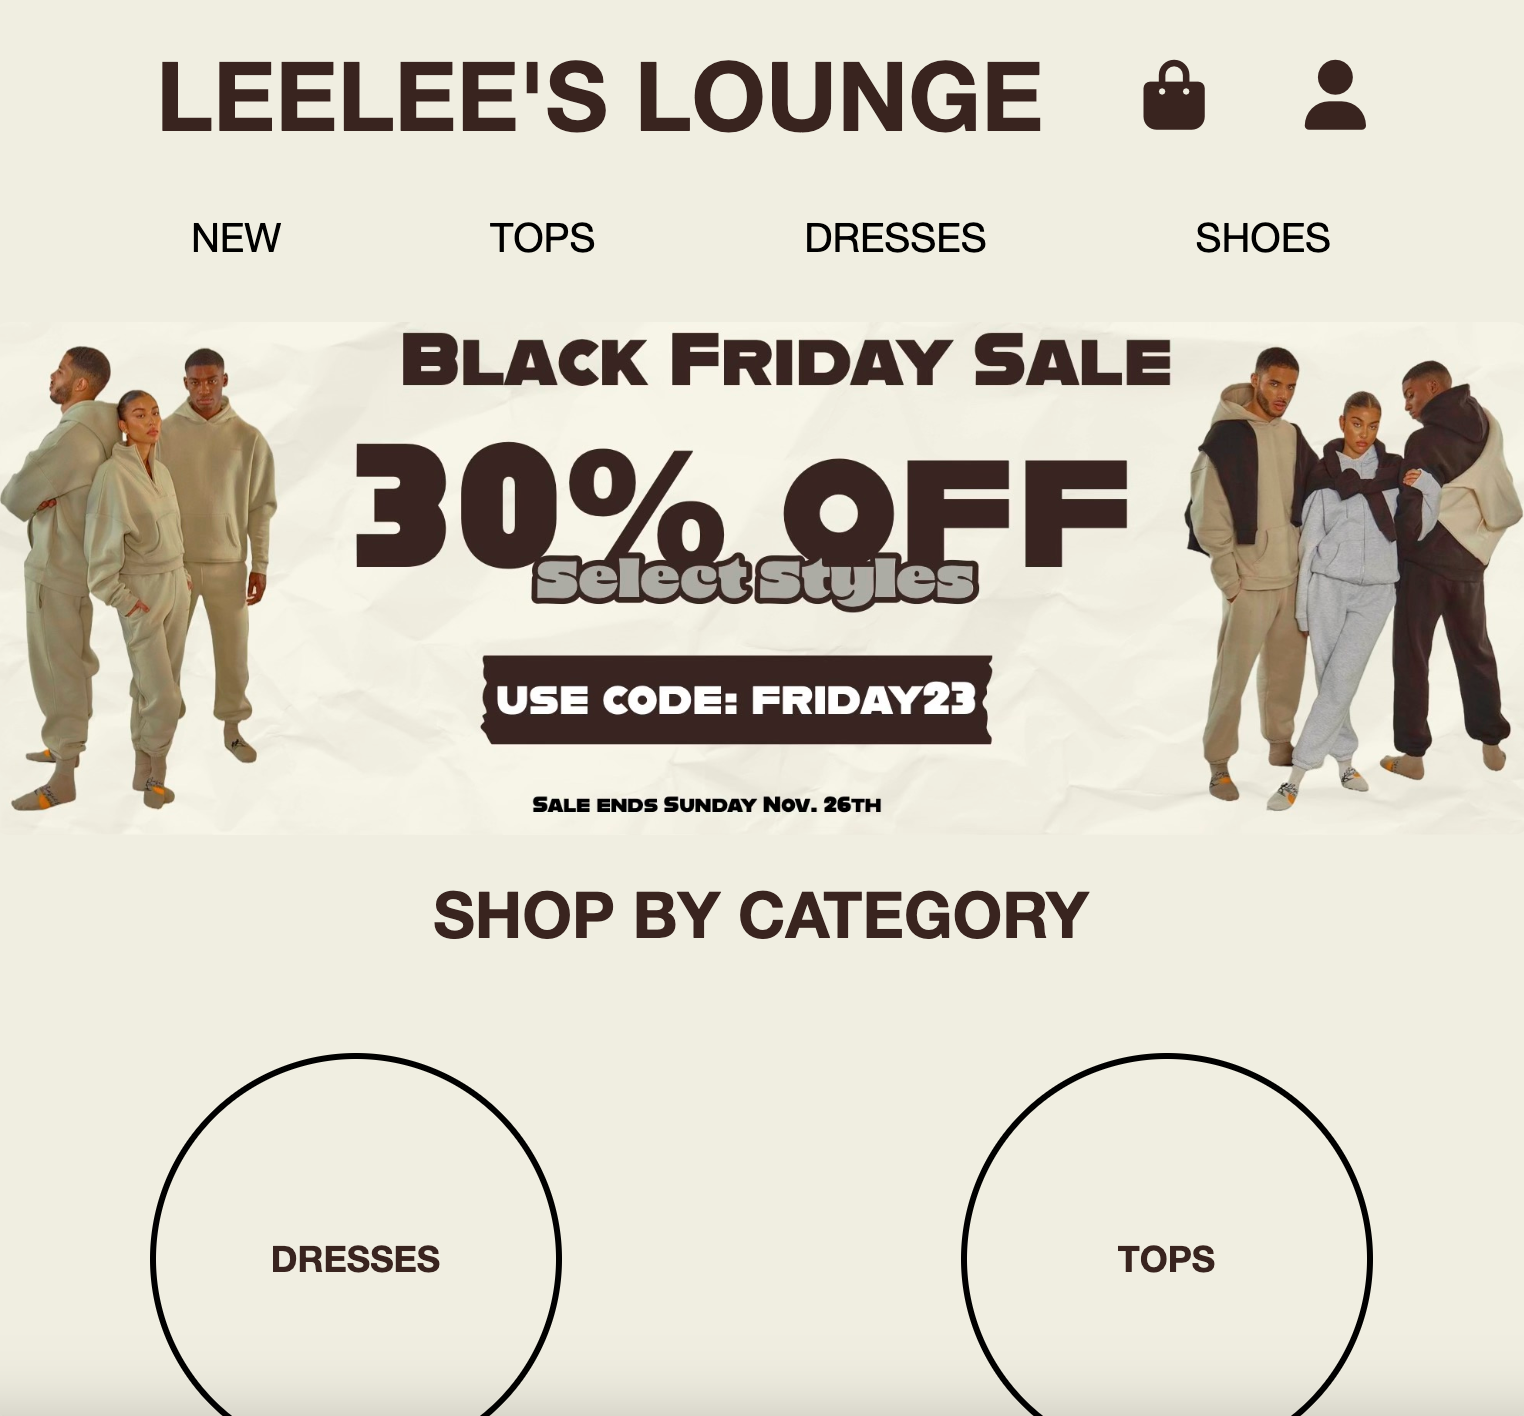 LEELEE'S LOUNGE
NEW TOPS DRESSES SHOES
Black Friday Sale
30% OFF
Select Styles
USE CODE: FRIDAY23
Sale ends Sunday Nov. 26th
SHOP BY CATEGORY
DRESSES TOPS